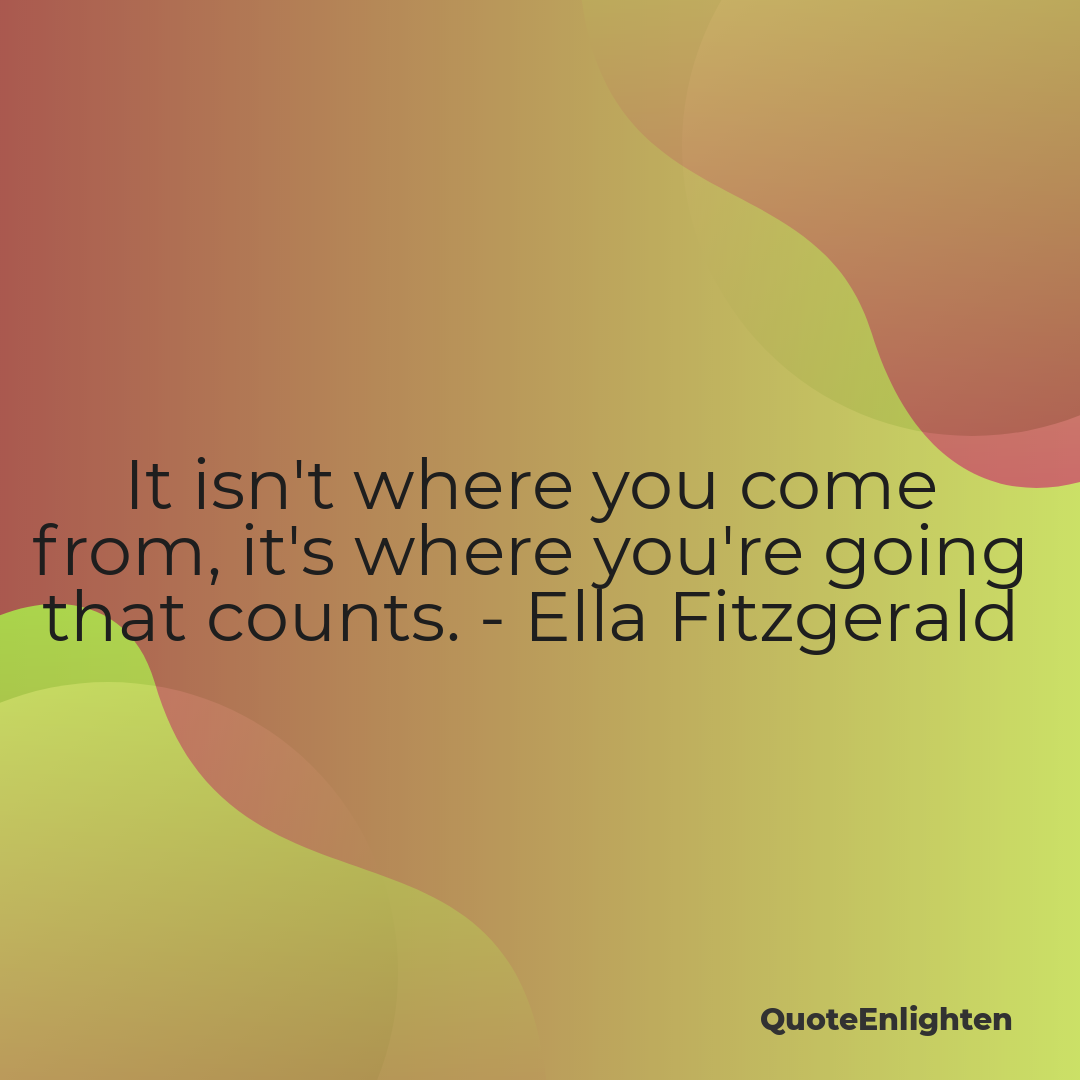 It isn't where you come
from, it's where you're going
that counts. - Ella Fitzgerald
QuoteEnlighten